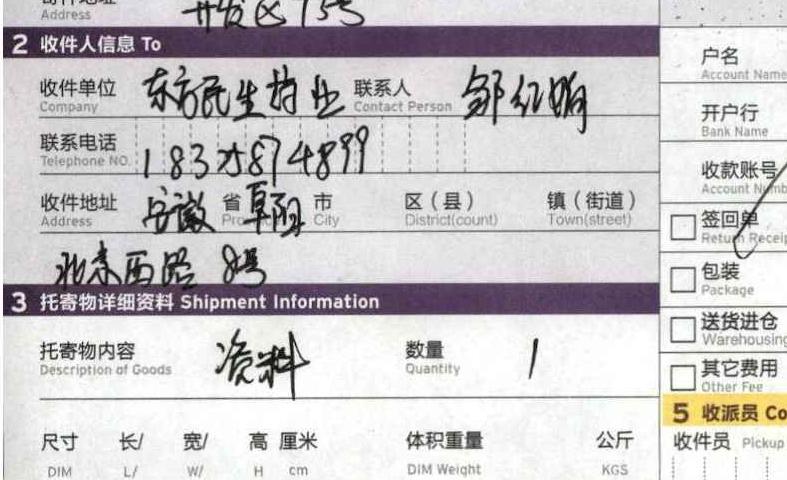 Address 开发区 15号
2 收件人信息 To
收件单位 东方民生特业 联系人 邹红娟
Company Contact Person
联系电话 18325874899
Telephone NO.
收件地址 安徽 省 阜阳 市 区(县) 镇(街道)
Address City District(count) Town(street)
北京西路 8号
3 托寄物详细资料 Shipment Information
托寄物内容 资料 数量 1
Description of Goods Quantity
尺寸 长/ 宽/ 高 厘米 体积重量 公斤
DIM L/ W/ H cm DIM Weight KGS
户名
Account Name
开户行
Bank Name
收款账号
Account Numb
签回单
Return Receip
包装
Package
送货进仓
Warehousing
其它费用
Other Fee
5 收派员 Co
收件员 Pickup